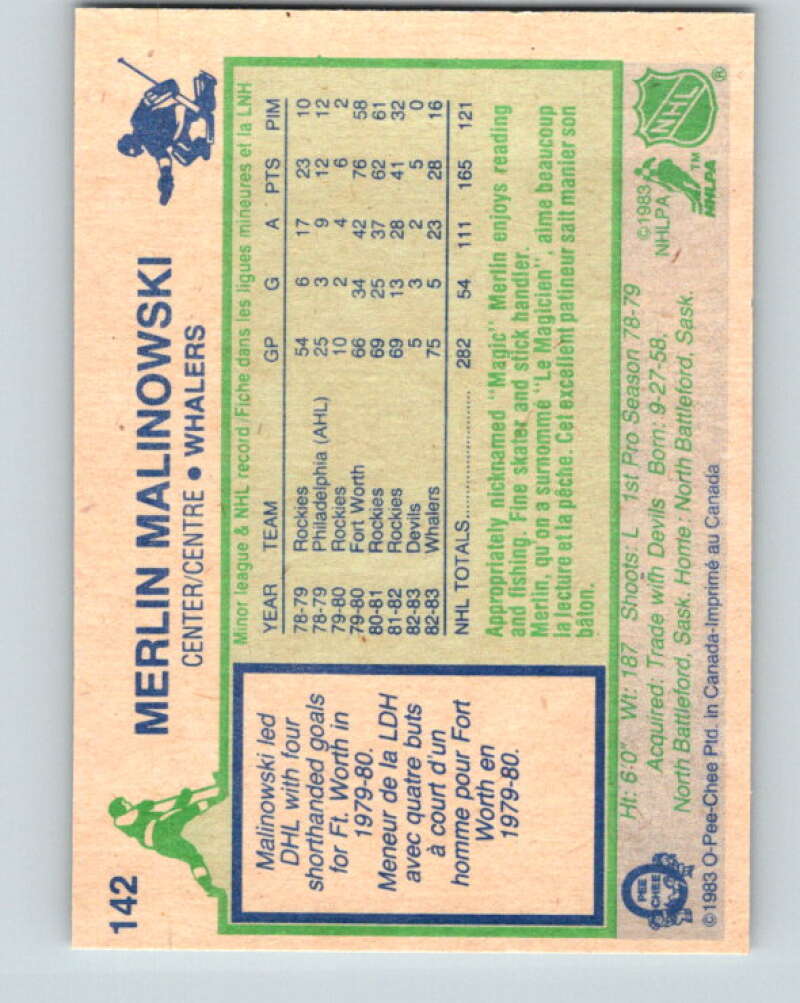 142
MERLIN MALINOWSKI
CENTER/CENTRE • WHALERS
Malinowski led
DHL with four
shorthanded goals
for Ft. Worth in
1979-80.
Meneur de la LDH
avec quatre buts
à court d'un
homme pour Fort
Worth en
1979-80.
Minor league & NHL record/Fiche dans les ligues mineures et la LNH
YEAR TEAM GP G A PTS PIM
78-79 Rockies 54 6 17 23 10
78-79 Philadelphia (AHL) 25 3 9 12 12
79-80 Rockies 10 2 4 6 2
79-80 Fort Worth 66 34 42 76 58
80-81 Rockies 69 25 37 62 61
81-82 Rockies 69 13 28 41 32
82-83 Devils 5 3 2 5 0
82-83 Whalers 75 5 23 28 16
NHL TOTALS 282 54 111 165 121
Appropriately nicknamed "Magic" Merlin enjoys reading
and fishing. Fine skater and stick handler.
Merlin, qu'on a surnommé "Le Magicien", aime beaucoup
la lecture et la pêche. Cet excellent patineur sait manier son
bâton.
Ht: 6'0" Wt: 187 Shoots: L 1st Pro Season 78-79
Acquired: Trade with Devils Born: 9-27-58,
North Battleford, Sask. Home: North Battleford, Sask.
©1983 O-Pee-Chee Ptd. in Canada-Imprimé au Canada
O PEE CHEE
©1983
NHLPA
NHLPA
TM
NHL
®